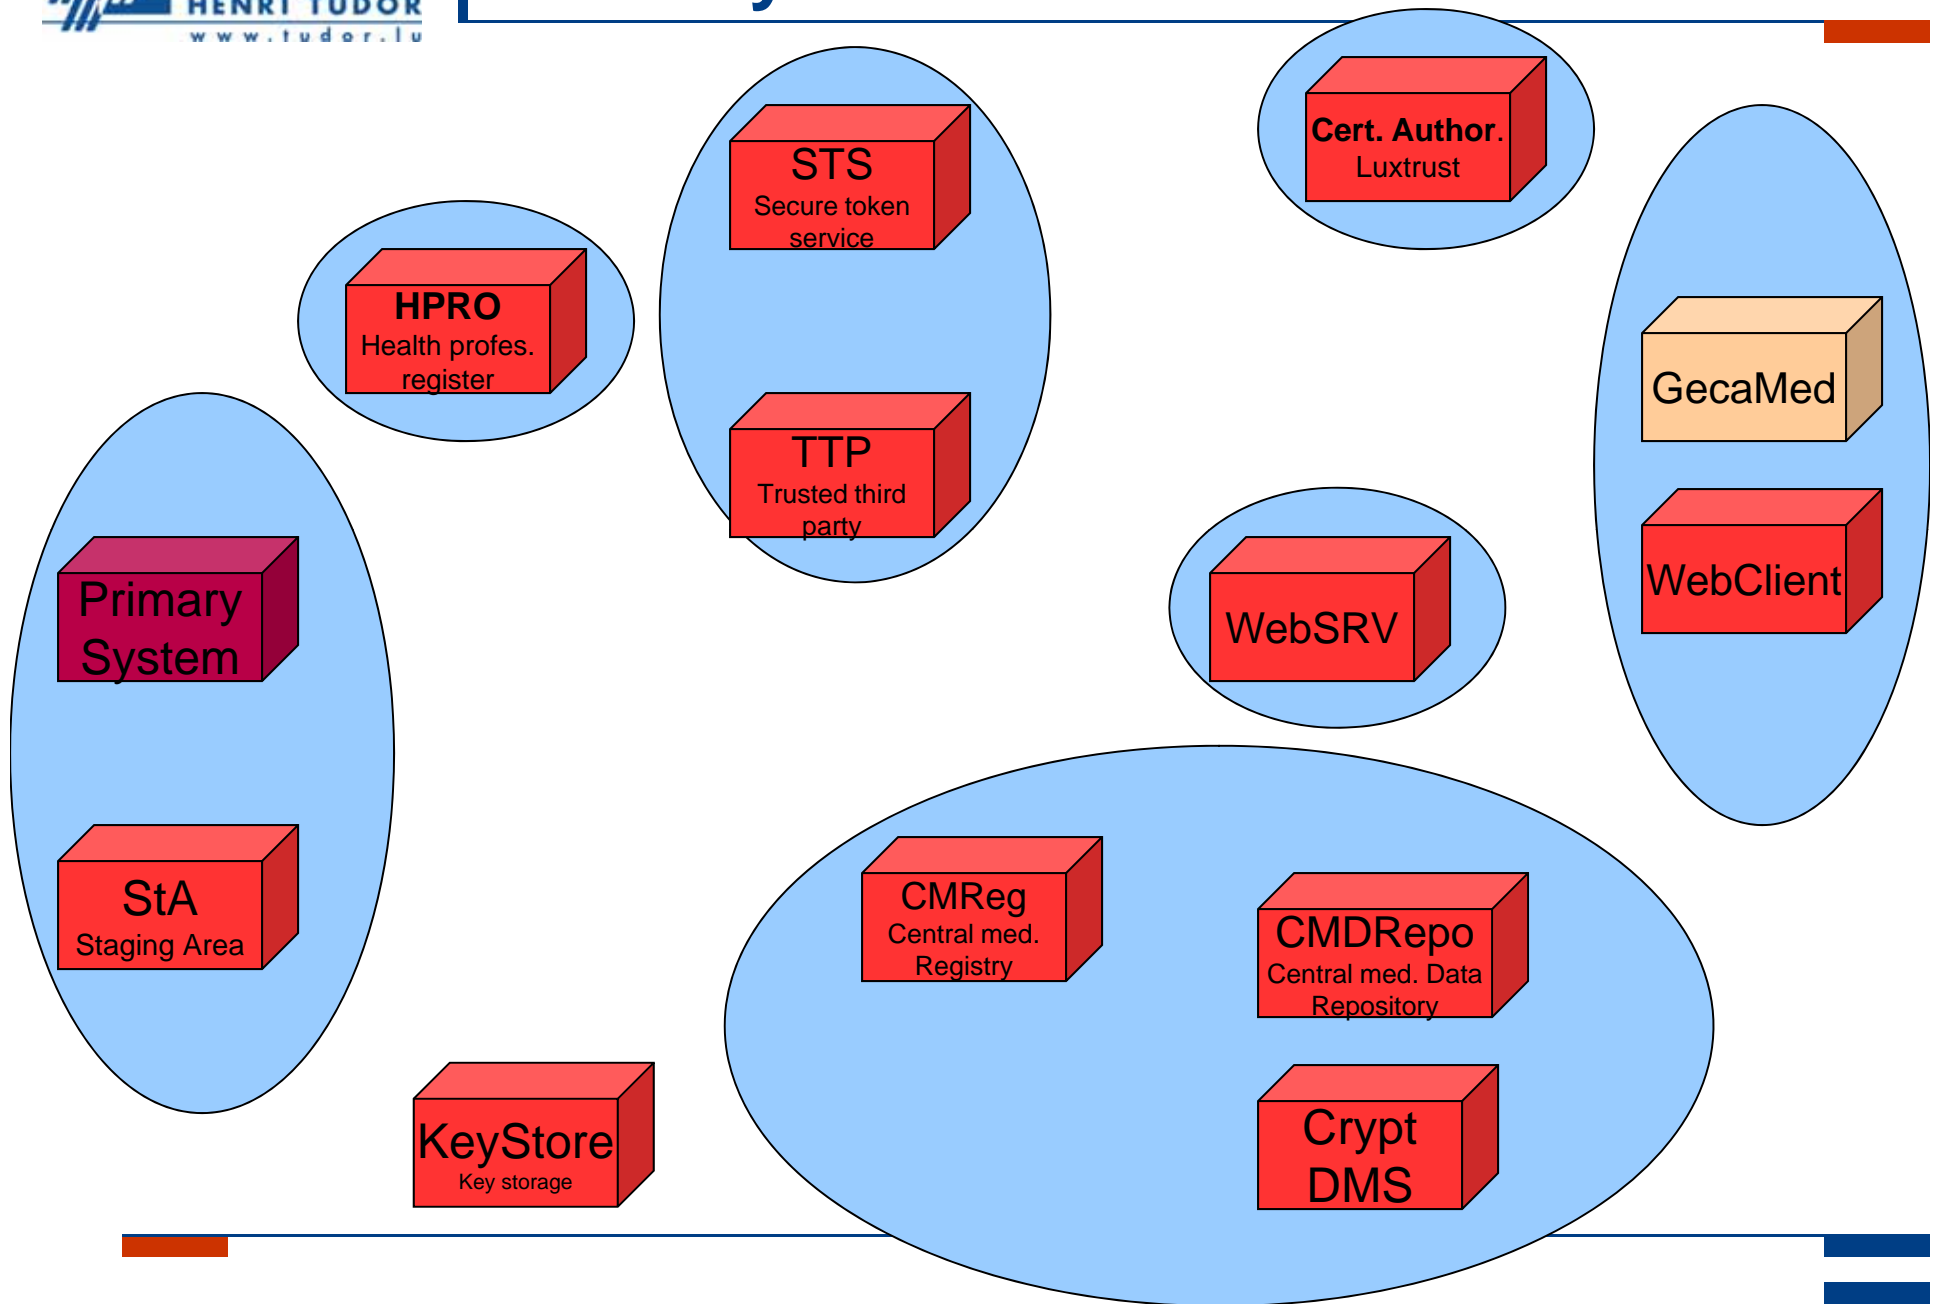 HENRI TUDOR
www.tudor.lu
Cert. Author.
Luxtrust
STS
Secure token
service
HPRO
Health profes.
register
GecaMed
TTP
Trusted third
party
WebClient
Primary
System
WebSRV
StA
Staging Area
CMReg
Central med.
Registry
CMDRepo
Central med. Data
Repository
KeyStore
Key storage
Crypt
DMS